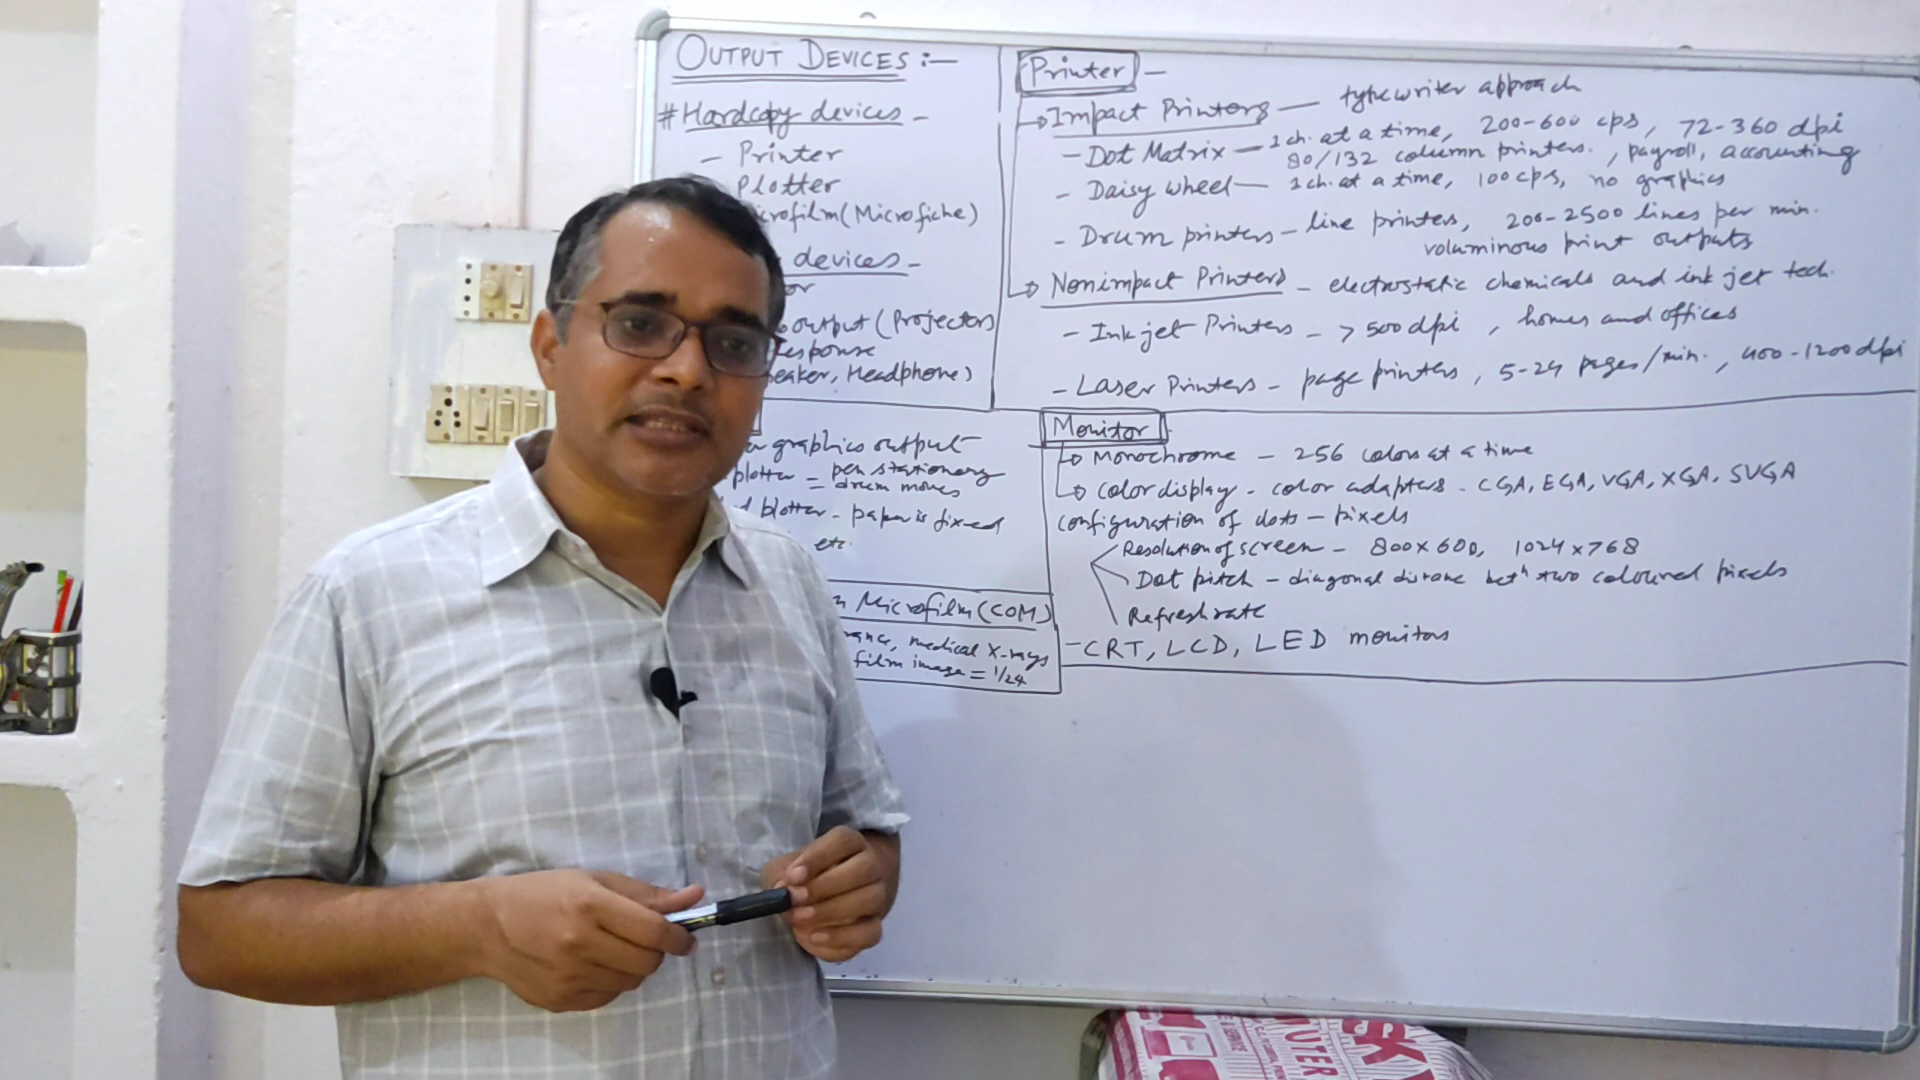 OUTPUT DEVICES :-
# Hardcopy devices -
- Printer
Plotter
icrofilm (Microfiche)
devices -
or
output (Projectors
esponse
eaker, Headphone)
graphics output
plotter = pen stationery
drum moves
plotter - paper is fixed
etc.
Microfilm (COM)
rance, medical X-rays
film image = 1/24
Printer -
Impact Printers - typewriter approach
- Dot Matrix - 1 ch. at a time, 200-600 cps, 72-360 dpi
80/132 column printers, payroll, accounting
- Daisy wheel - 1 ch. at a time, 100 cps, no graphics
- Drum printers - line printers, 200-2500 lines per min.
voluminous print outputs
Nonimpact Printers - electrostatic chemicals and ink jet tech.
- Inkjet Printers - > 500 dpi, homes and offices
- Laser Printers - page printers, 5-24 pages/min., 400-1200 dpi
Monitor
Monochrome - 256 colors at a time
color display - color adapters - CGA, EGA, VGA, XGA, SVGA
configuration of dots - pixels
Resolution of screen - 800x600, 1024x768
Dot pitch - diagonal distance betn two coloured pixels
Refresh rate
- CRT, LCD, LED monitors
SK
UTER